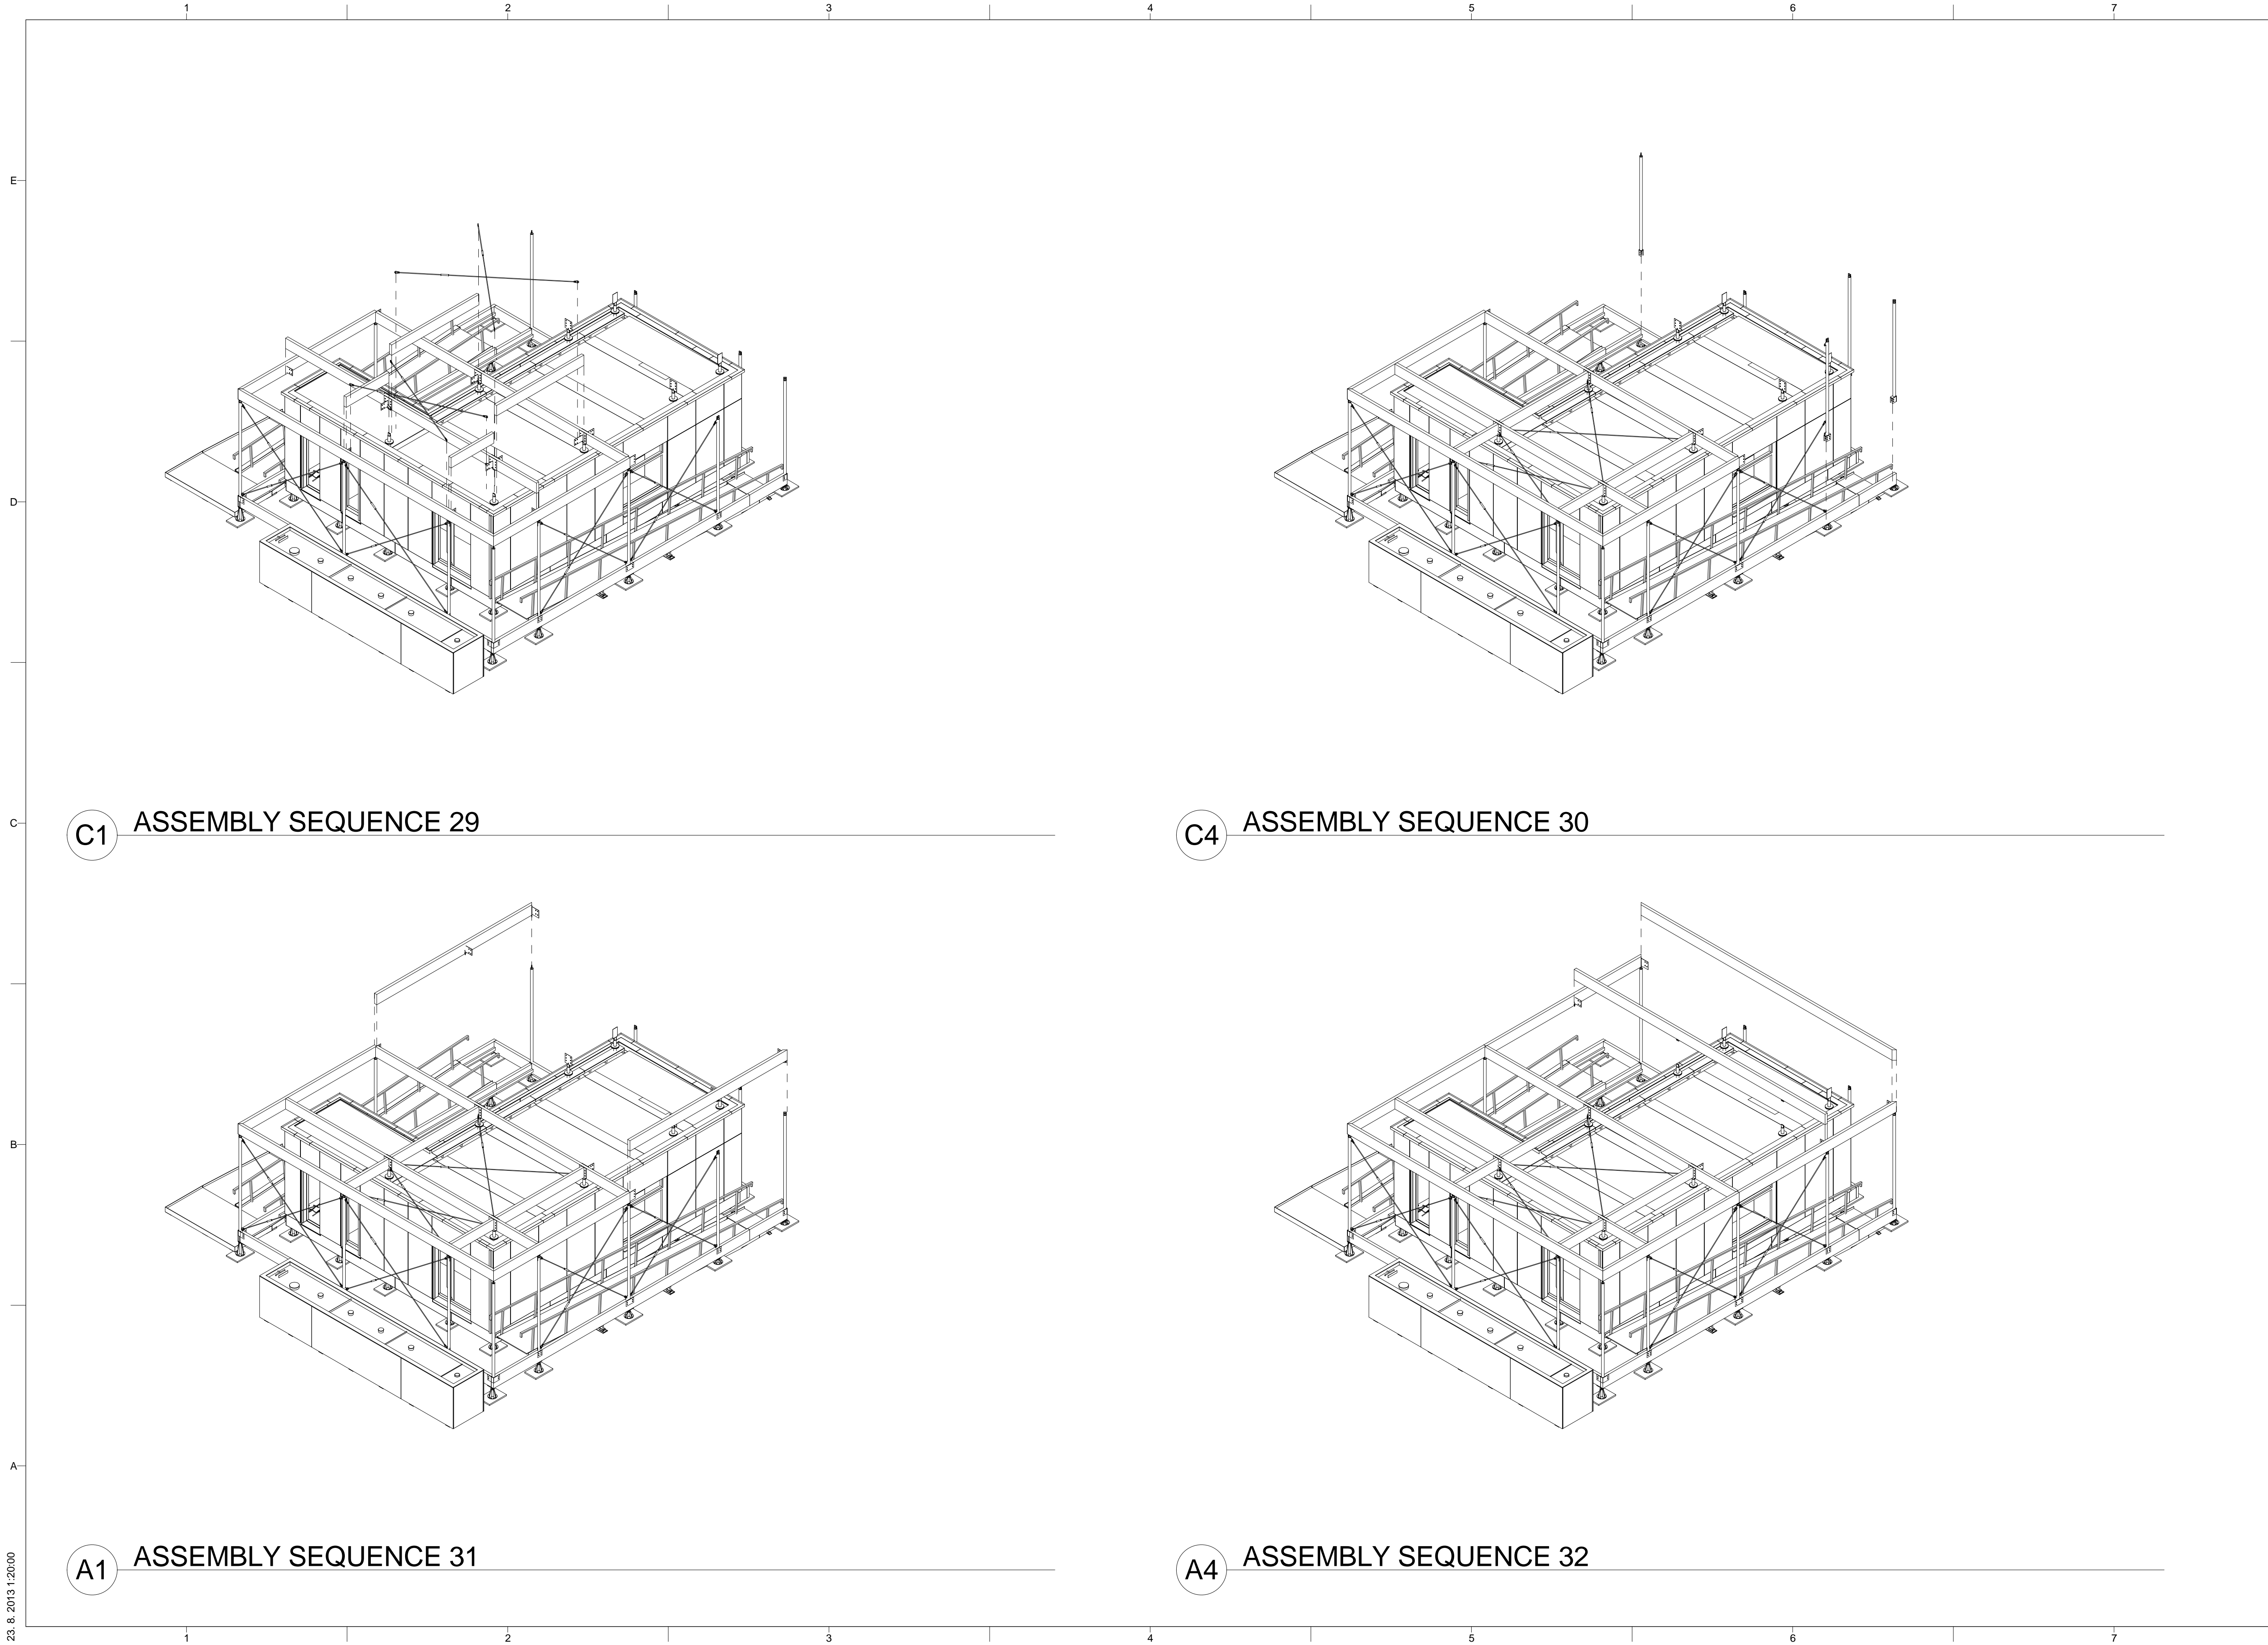 1 2 3 4 5 6 7
E
D
C
B
A
C1 ASSEMBLY SEQUENCE 29
C4 ASSEMBLY SEQUENCE 30
A1 ASSEMBLY SEQUENCE 31
A4 ASSEMBLY SEQUENCE 32
23. 8. 2013 1:20:00
1 2 3 4 5 6 7